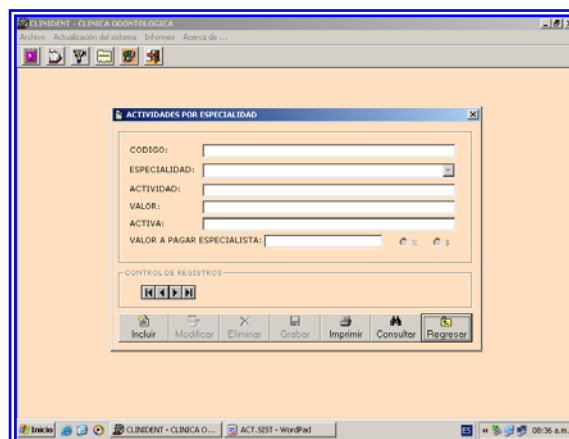 CLINIDENT - CLINICA ODONTOLOGICA
Archivo Actualización del sistema Informes Acerca de ...
ACTIVIDADES POR ESPECIALIDAD
CODIGO:
ESPECIALIDAD:
ACTIVIDAD:
VALOR:
ACTIVA:
VALOR A PAGAR ESPECIALISTA: % $
CONTROL DE REGISTROS
Incluir Modificar Eliminar Grabar Imprimir Consultar Regresar
Inicio CLINIDENT - CLINICA O... ACT.SIST - WordPad ES « 08:36 a.m.